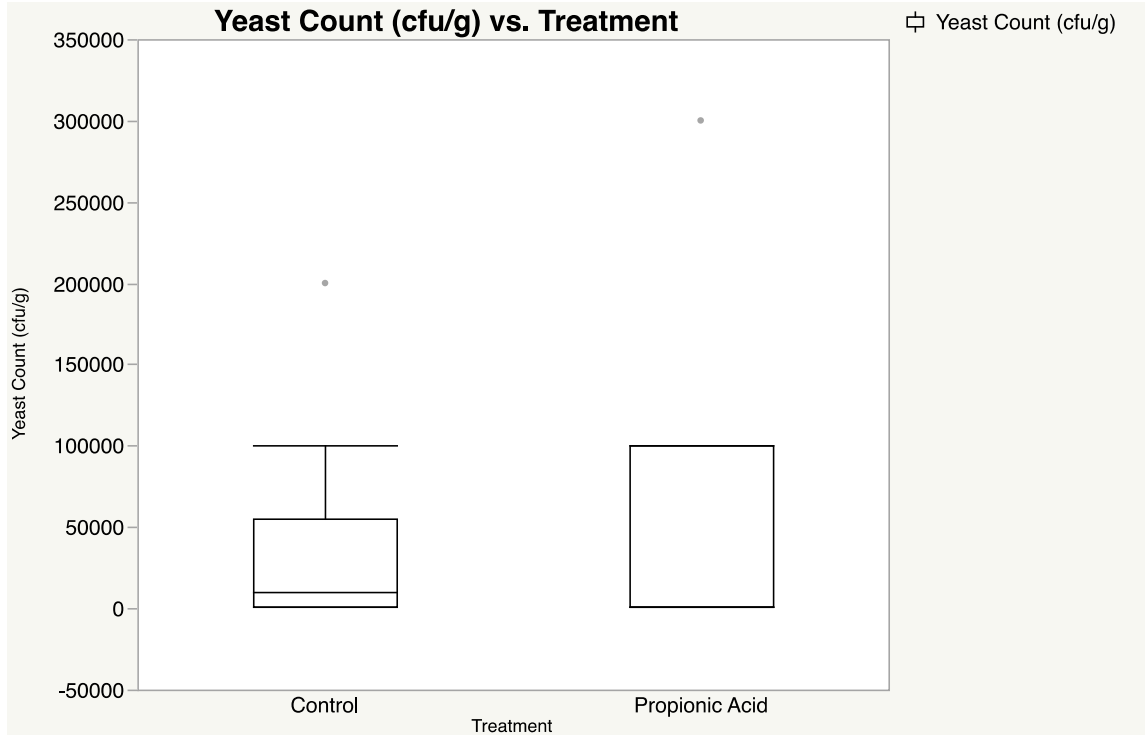 Yeast Count (cfu/g) vs. Treatment
Yeast Count (cfu/g)
350000
300000
250000
200000
150000
100000
50000
0
-50000
Yeast Count (cfu/g)
Control
Propionic Acid
Treatment